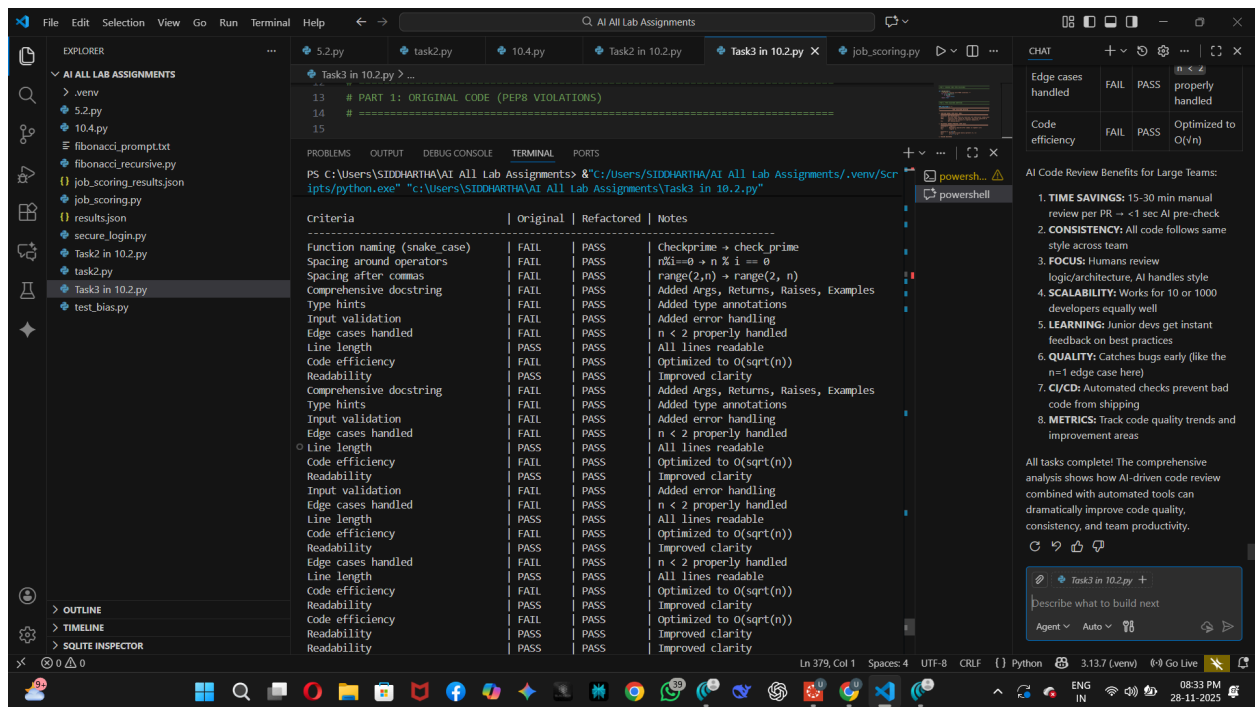 File Edit Selection View Go Run Terminal Help
AI All Lab Assignments
EXPLORER
AI ALL LAB ASSIGNMENTS
.venv
5.2.py
10.4.py
fibonacci_prompt.txt
fibonacci_recursive.py
job_scoring_results.json
job_scoring.py
results.json
secure_login.py
Task2 in 10.2.py
task2.py
Task3 in 10.2.py
test_bias.py
OUTLINE
TIMELINE
SQLITE INSPECTOR
5.2.py task2.py 10.4.py Task2 in 10.2.py Task3 in 10.2.py job_scoring.py
Task3 in 10.2.py > ...
12 # ==============================================================================
13 # PART 1: ORIGINAL CODE (PEP8 VIOLATIONS)
14 # ==============================================================================
15
PROBLEMS OUTPUT DEBUG CONSOLE TERMINAL PORTS
powersh...
powershell
PS C:\Users\SIDDHARTHA\AI All Lab Assignments> &"C:/Users/SIDDHARTHA/AI All Lab Assignments/.venv/Scr
ipts/python.exe" "c:\Users\SIDDHARTHA\AI All Lab Assignments\Task3 in 10.2.py"
Criteria | Original | Refactored | Notes
--------------------------------------------------------------------------------
Function naming (snake_case) | FAIL | PASS | Checkprime → check_prime
Spacing around operators | FAIL | PASS | n%i==0 → n % i == 0
Spacing after commas | FAIL | PASS | range(2,n) → range(2, n)
Comprehensive docstring | FAIL | PASS | Added Args, Returns, Raises, Examples
Type hints | FAIL | PASS | Added type annotations
Input validation | FAIL | PASS | Added error handling
Edge cases handled | FAIL | PASS | n < 2 properly handled
Line length | PASS | PASS | All lines readable
Code efficiency | FAIL | PASS | Optimized to O(sqrt(n))
Readability | PASS | PASS | Improved clarity
Comprehensive docstring | FAIL | PASS | Added Args, Returns, Raises, Examples
Type hints | FAIL | PASS | Added type annotations
Input validation | FAIL | PASS | Added error handling
Edge cases handled | FAIL | PASS | n < 2 properly handled
Line length | PASS | PASS | All lines readable
Code efficiency | FAIL | PASS | Optimized to O(sqrt(n))
Readability | PASS | PASS | Improved clarity
Input validation | FAIL | PASS | Added error handling
Edge cases handled | FAIL | PASS | n < 2 properly handled
Line length | PASS | PASS | All lines readable
Code efficiency | FAIL | PASS | Optimized to O(sqrt(n))
Readability | PASS | PASS | Improved clarity
Edge cases handled | FAIL | PASS | n < 2 properly handled
Line length | PASS | PASS | All lines readable
Code efficiency | FAIL | PASS | Optimized to O(sqrt(n))
Readability | PASS | PASS | Improved clarity
Code efficiency | FAIL | PASS | Optimized to O(sqrt(n))
Readability | PASS | PASS | Improved clarity
Readability | PASS | PASS | Improved clarity
CHAT
n < 2
Edge cases FAIL PASS properly
handled handled
Code FAIL PASS Optimized to
efficiency O(√n)
AI Code Review Benefits for Large Teams:
1. TIME SAVINGS: 15-30 min manual
review per PR → <1 sec AI pre-check
2. CONSISTENCY: All code follows same
style across team
3. FOCUS: Humans review
logic/architecture, AI handles style
4. SCALABILITY: Works for 10 or 1000
developers equally well
5. LEARNING: Junior devs get instant
feedback on best practices
6. QUALITY: Catches bugs early (like the
n=1 edge case here)
7. CI/CD: Automated checks prevent bad
code from shipping
8. METRICS: Track code quality trends and
improvement areas
All tasks complete! The comprehensive
analysis shows how AI-driven code review
combined with automated tools can
dramatically improve code quality,
consistency, and team productivity.
Task3 in 10.2.py
Describe what to build next
Agent Auto
0 0 Ln 379, Col 1 Spaces: 4 UTF-8 CRLF {} Python 3.13.7 (.venv) Go Live
9+ 39 ENG
IN
08:33 PM
28-11-2025